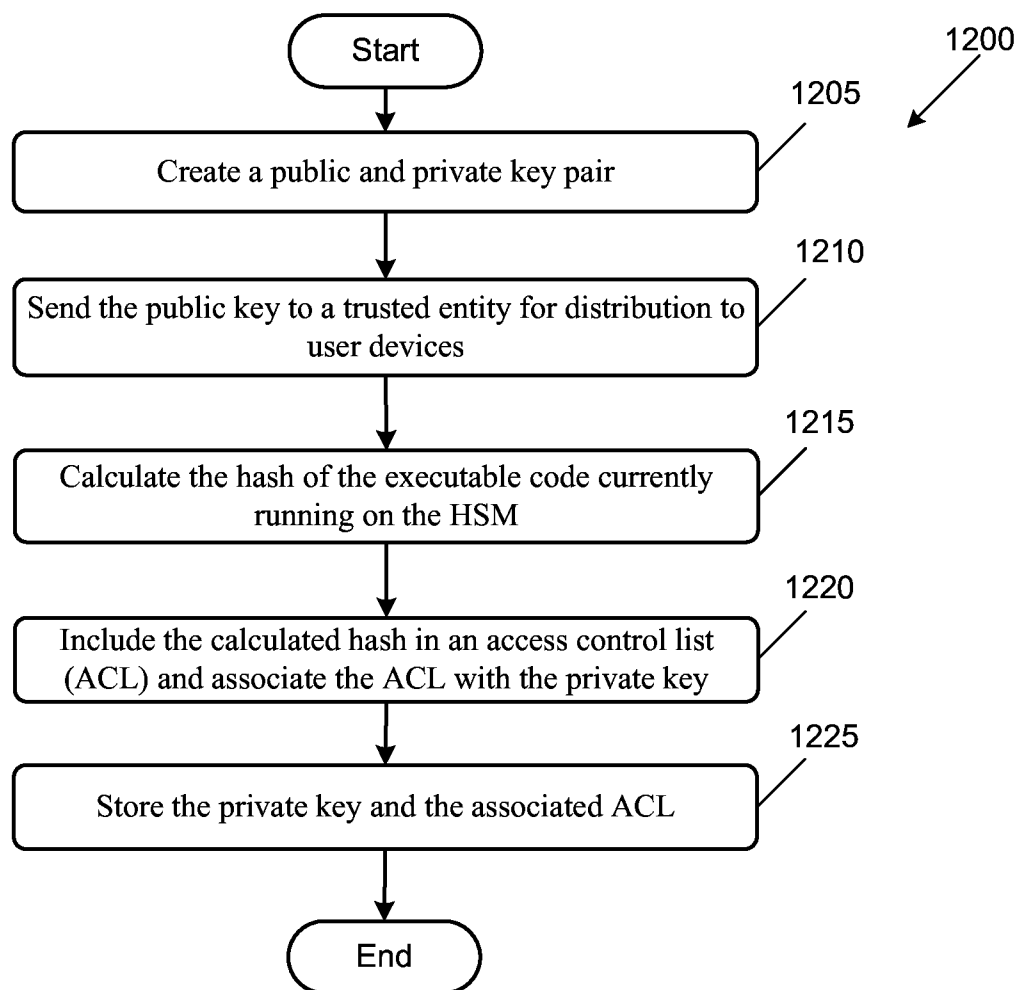 Start
1200
1205
Create a public and private key pair
1210
Send the public key to a trusted entity for distribution to
user devices
1215
Calculate the hash of the executable code currently
running on the HSM
1220
Include the calculated hash in an access control list
(ACL) and associate the ACL with the private key
1225
Store the private key and the associated ACL
End